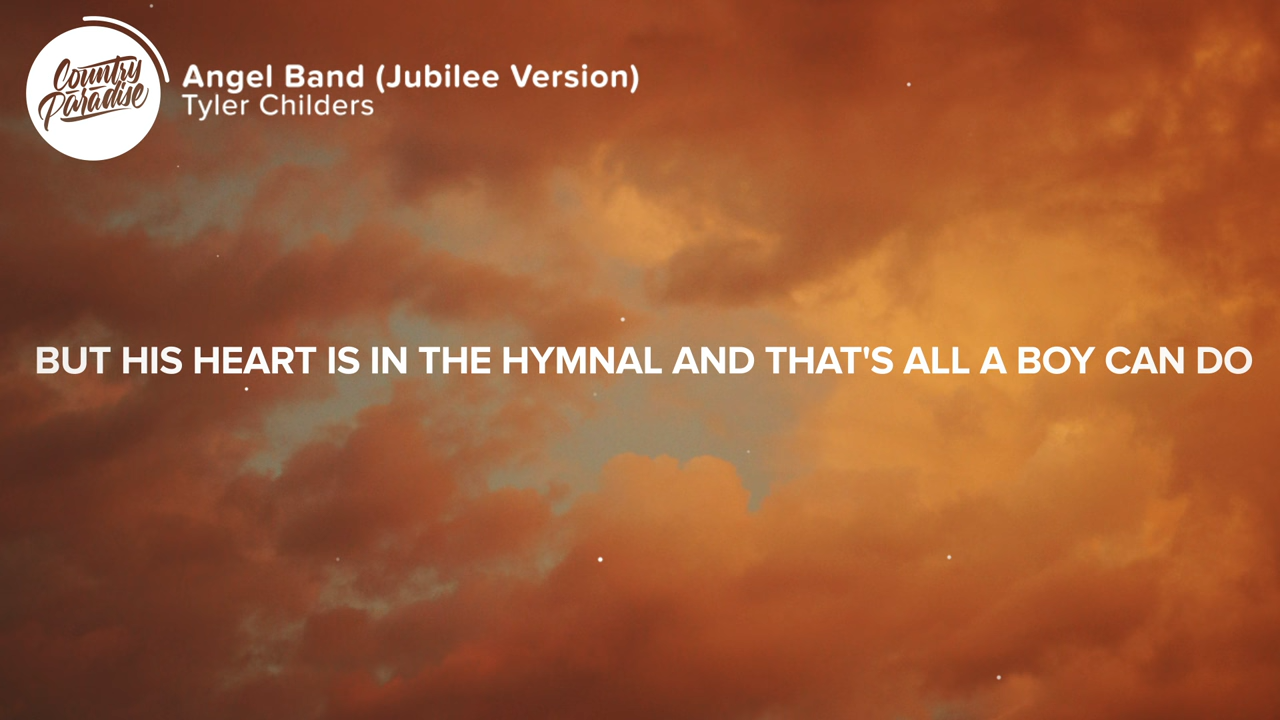 Country
Paradise
Angel Band (Jubilee Version)
Tyler Childers
BUT HIS HEART IS IN THE HYMNAL AND THAT'S ALL A BOY CAN DO